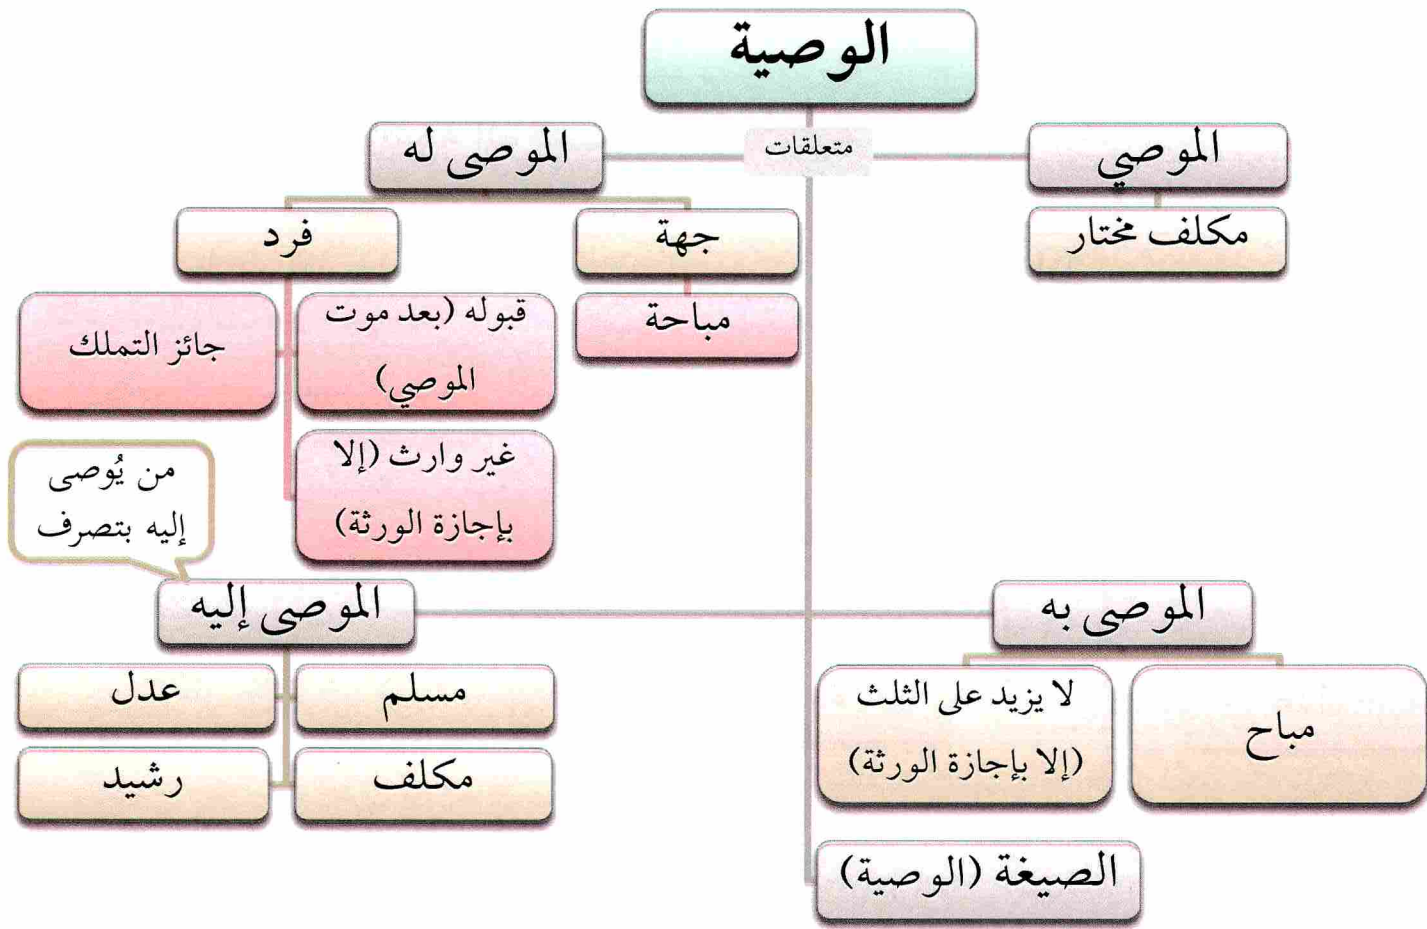 الوصية
متعلقات
الموصي
مكلف مختار
الموصى له
جهة
مباحة
فرد
قبوله (بعد موت
الموصي)
جائز التملك
غير وارث (إلا
بإجازة الورثة)
من يُوصى
إليه بتصرف
الموصى به
مباح
لا يزيد على الثلث
(إلا بإجازة الورثة)
الموصى إليه
مسلم
عدل
مكلف
رشيد
الصيغة (الوصية)